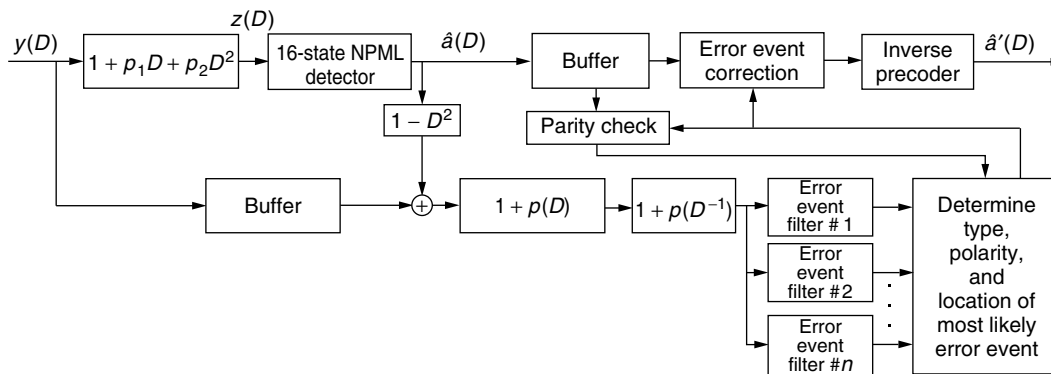 y(D)
1 + p₁D + p₂D²
z(D)
16-state NPML
detector
â(D)
Buffer
Error event
correction
Inverse
precoder
â′(D)
1 − D²
Parity check
Buffer
+
1 + p(D)
1 + p(D⁻¹)
Error
event
filter # 1
Error
event
filter #2
Error
event
filter #n
Determine
type,
polarity,
and
location of
most likely
error event